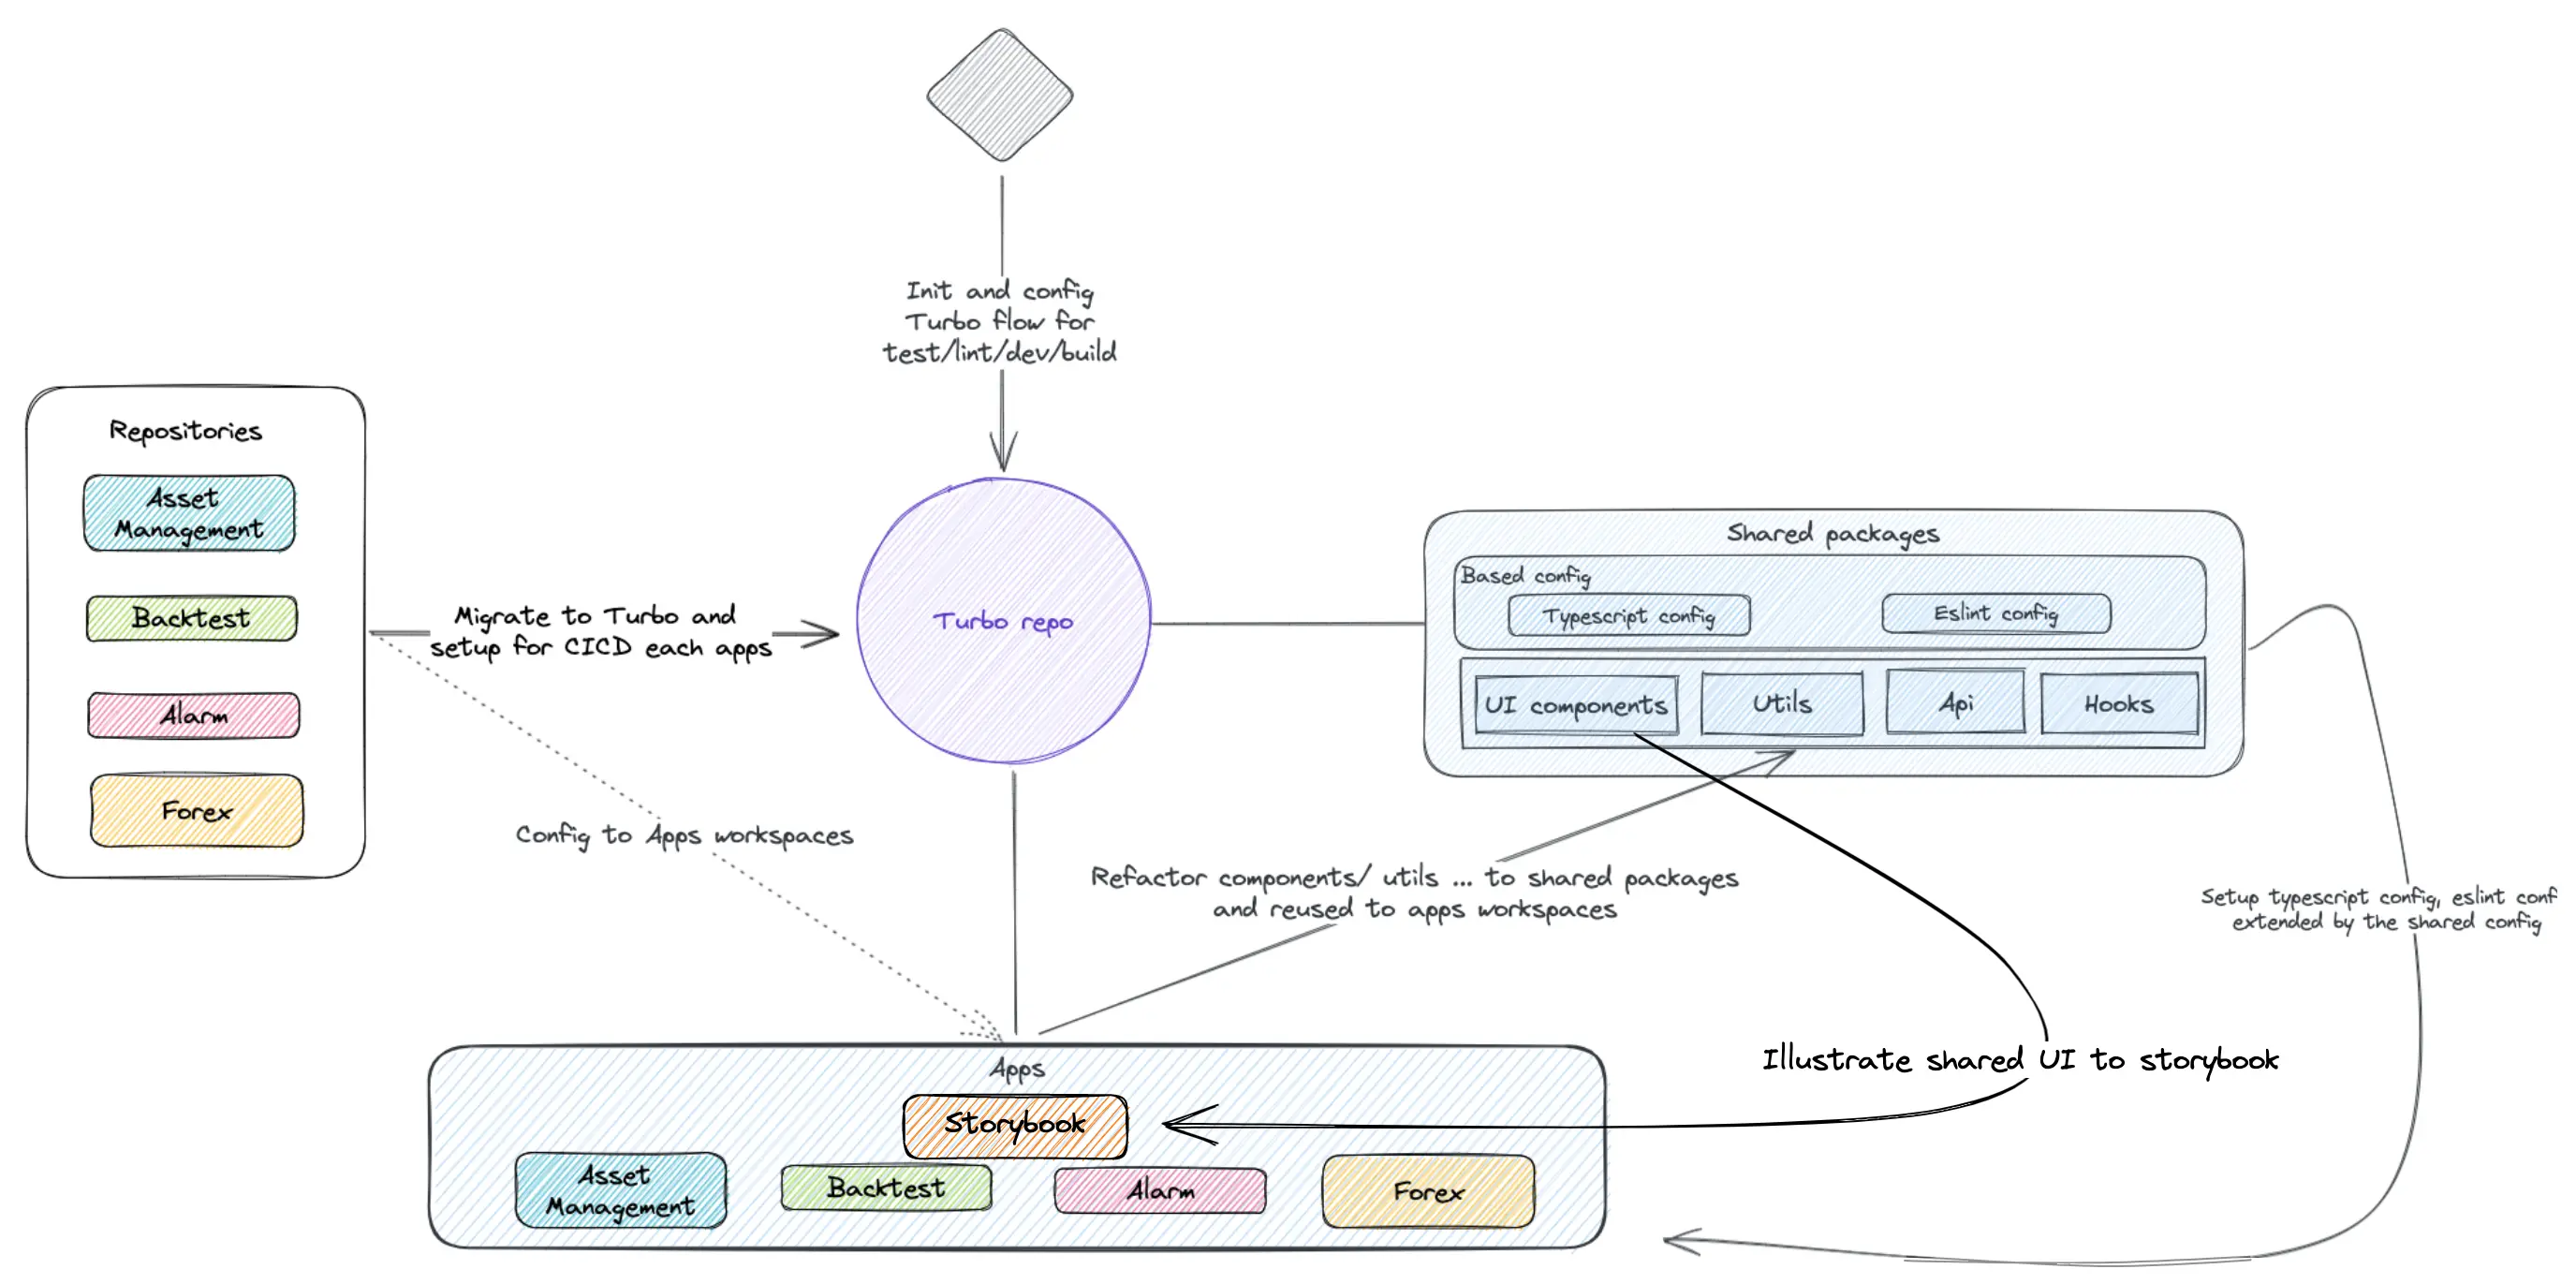 Init and config
Turbo flow for
test/lint/dev/build
Repositories
Asset
Management
Backtest
Alarm
Forex
Migrate to Turbo and
setup for CICD each apps
Turbo repo
Shared packages
Based config
Typescript config
Eslint config
UI components
Utils
Api
Hooks
Config to Apps workspaces
Refactor components/ utils ... to shared packages
and reused to apps workspaces
Setup typescript config, eslint conf
extended by the shared config
Illustrate shared UI to storybook
Apps
Storybook
Asset
Management
Backtest
Alarm
Forex